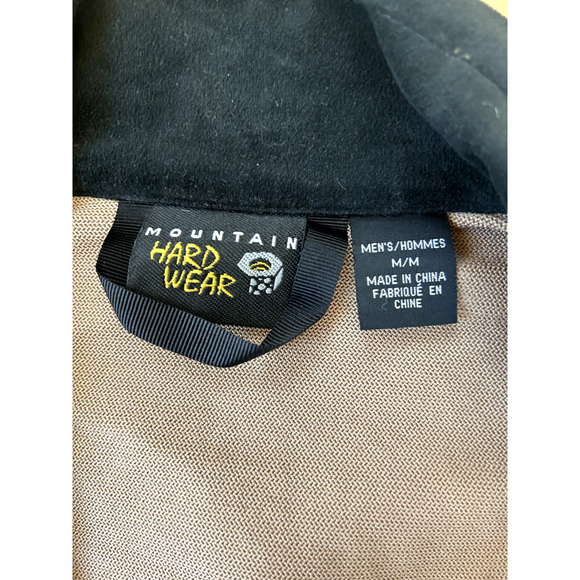 MOUNTAIN
HARD
WEAR
MEN'S/HOMMES
M/M
MADE IN CHINA
FABRIQUÉ EN
CHINE